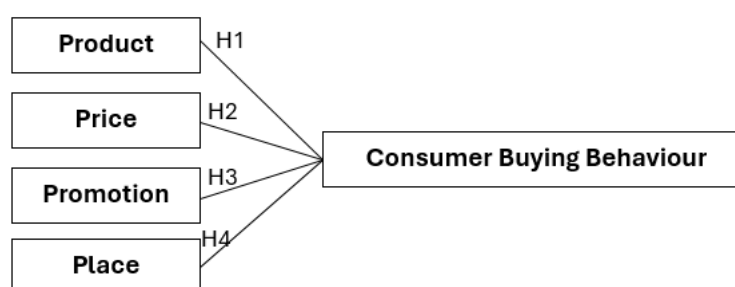 Product
H1
Price
H2
Consumer Buying Behaviour
Promotion
H3
Place
H4